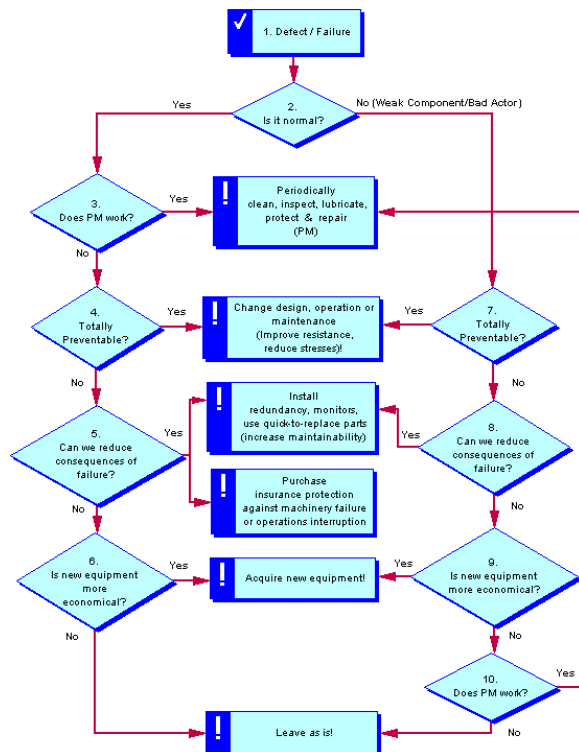 1. Defect / Failure
2.
Is it normal?
Yes
No (Weak Component/Bad Actor)
3.
Does PM work?
Yes
No
Periodically
clean, inspect, lubricate,
protect & repair
(PM)
4.
Totally
Preventable?
Yes
No
Change design, operation or
maintenance
(Improve resistance,
reduce stresses)!
Yes
7.
Totally
Preventable?
No
5.
Can we reduce
consequences of
failure?
Yes
No
Install
redundancy, monitors,
use quick-to-replace parts
(increase maintainability)
Yes
8.
Can we reduce
consequences of
failure?
No
Purchase
insurance protection
against machinery failure
or operations interruption
6.
Is new equipment
more
economical?
Yes
No
Acquire new equipment!
Yes
9.
Is new equipment
more economical?
No
10.
Does PM work?
Yes
No
Leave as is!